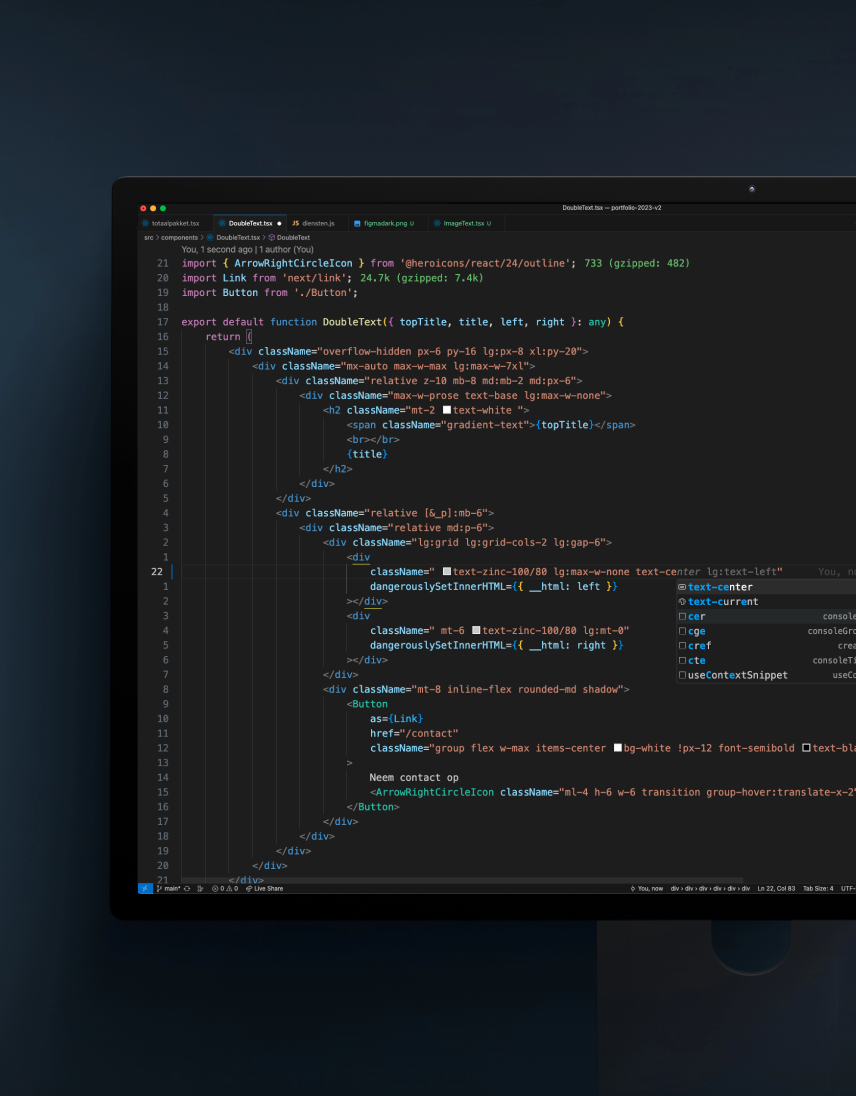 DoubleText.tsx — portfolio-2023-v2
totaalpakket.tsx DoubleText.tsx ● JS diensten.js figmadark.png U ImageText.tsx U
src > components > DoubleText.tsx > DoubleText
You, 1 second ago | 1 author (You)
21 import { ArrowRightCircleIcon } from '@heroicons/react/24/outline'; 733 (gzipped: 482)
20 import Link from 'next/link'; 24.7k (gzipped: 7.4k)
19 import Button from './Button';
18
17 export default function DoubleText({ topTitle, title, left, right }: any) {
16 return (
15 <div className="overflow-hidden px-6 py-16 lg:px-8 xl:py-20">
14 <div className="mx-auto max-w-max lg:max-w-7xl">
13 <div className="relative z-10 mb-8 md:mb-2 md:px-6">
12 <div className="max-w-prose text-base lg:max-w-none">
11 <h2 className="mt-2 text-white ">
10 <span className="gradient-text">{topTitle}</span>
9 <br></br>
8 {title}
7 </h2>
6 </div>
5 </div>
4 <div className="relative [&_p]:mb-6">
3 <div className="relative md:p-6">
2 <div className="lg:grid lg:grid-cols-2 lg:gap-6">
1 <div
22 className=" text-zinc-100/80 lg:max-w-none text-center lg:text-left" You, no
1 dangerouslySetInnerHTML={{ __html: left }}
text-center
2 ></div>
text-current
3 <div
cer console
4 className=" mt-6 text-zinc-100/80 lg:mt-0"
cge consoleGro
5 dangerouslySetInnerHTML={{ __html: right }}
cref crea
6 ></div>
cte consoleTi
7 </div>
useContextSnippet useCo
8 <div className="mt-8 inline-flex rounded-md shadow">
9 <Button
10 as={Link}
11 href="/contact"
12 className="group flex w-max items-center bg-white !px-12 font-semibold text-bla
13 >
14 Neem contact op
15 <ArrowRightCircleIcon className="ml-4 h-6 w-6 transition group-hover:translate-x-2"
16 </Button>
17 </div>
18 </div>
19 </div>
20 </div>
21 </div>
main* 0 0 Live Share You, now div > div > div > div > div > div Ln 22, Col 83 Tab Size: 4 UTF-